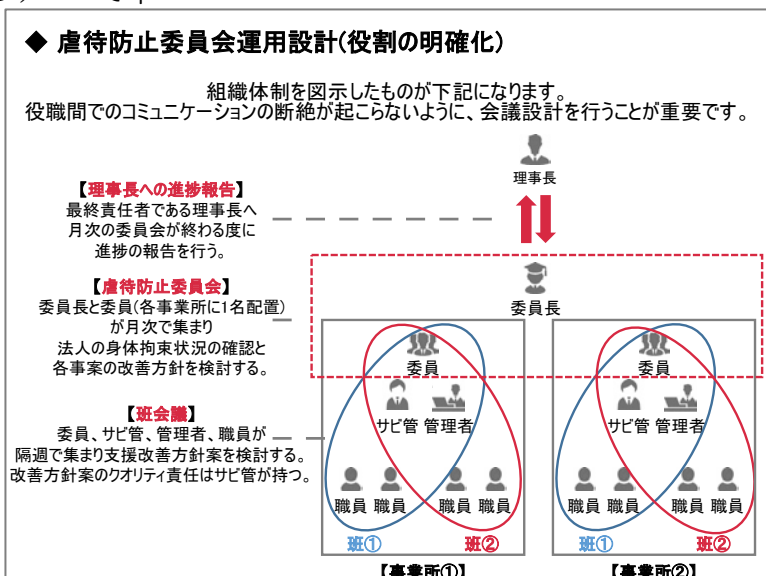 ◆ 虐待防止委員会運用設計(役割の明確化)
組織体制を図示したものが下記になります。
役職間でのコミュニケーションの断絶が起こらないように、会議設計を行うことが重要です。
理事長
【理事長への進捗報告】
最終責任者である理事長へ
月次の委員会が終わる度に
進捗の報告を行う。
【虐待防止委員会】
委員長と委員(各事業所に1名配置)
が月次で集まり
法人の身体拘束状況の確認と
各事案の改善方針を検討する。
委員長
委員
委員
サビ管 管理者
サビ管 管理者
【班会議】
委員、サビ管、管理者、職員が
隔週で集まり支援改善方針案を検討する。
改善方針案のクオリティ責任はサビ管が持つ。
職員 職員 職員 職員
職員 職員 職員 職員
班① 班②
班① 班②
【事業所①】
【事業所②】